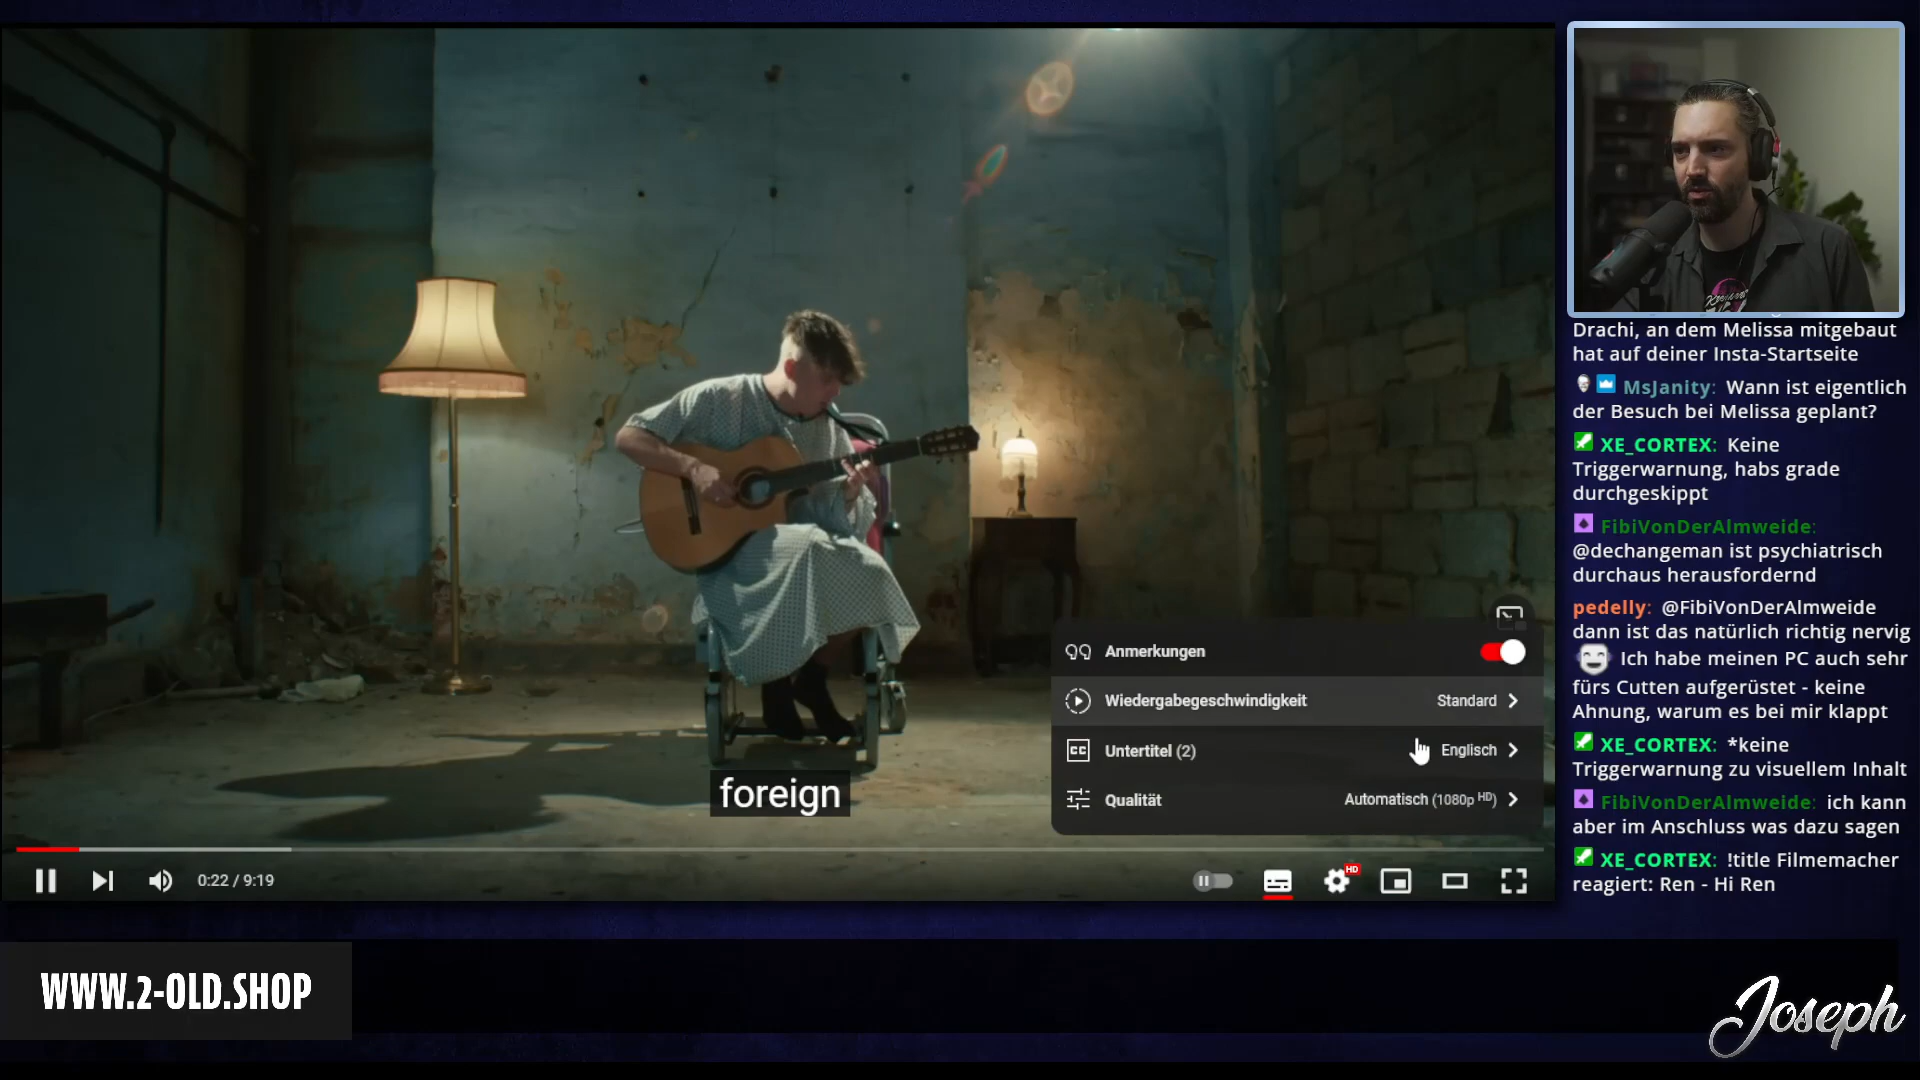 foreign
Anmerkungen
Wiedergabegeschwindigkeit Standard
Untertitel (2) Englisch
Qualität Automatisch (1080p HD)
0:22 / 9:19
HD
Drachi, an dem Melissa mitgebaut
hat auf deiner Insta-Startseite
MsJanity: Wann ist eigentlich
der Besuch bei Melissa geplant?
XE_CORTEX: Keine
Triggerwarnung, habs grade
durchgeskippt
FibiVonDerAlmweide:
@dechangeman ist psychiatrisch
durchaus herausfordernd
pedelly: @FibiVonDerAlmweide
dann ist das natürlich richtig nervig
Ich habe meinen PC auch sehr
fürs Cutten aufgerüstet - keine
Ahnung, warum es bei mir klappt
XE_CORTEX: *keine
Triggerwarnung zu visuellem Inhalt
FibiVonDerAlmweide: ich kann
aber im Anschluss was dazu sagen
XE_CORTEX: !title Filmemacher
reagiert: Ren - Hi Ren
WWW.2-OLD.SHOP
Joseph